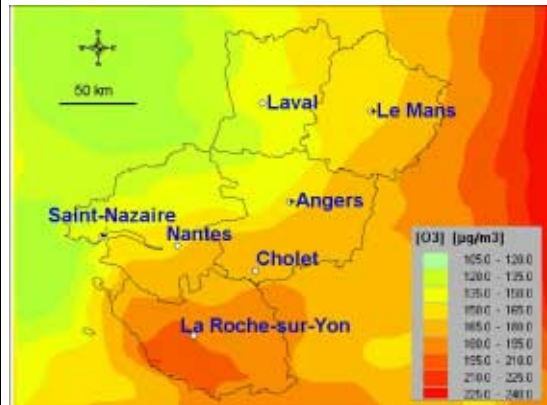 50 km
Laval
Le Mans
Angers
Saint-Nazaire
Nantes
Cholet
La Roche-sur-Yon
[O3] [µg/m3]
105.0 - 120.0
120.0 - 135.0
135.0 - 150.0
150.0 - 165.0
165.0 - 180.0
180.0 - 195.0
195.0 - 210.0
210.0 - 225.0
225.0 - 240.0